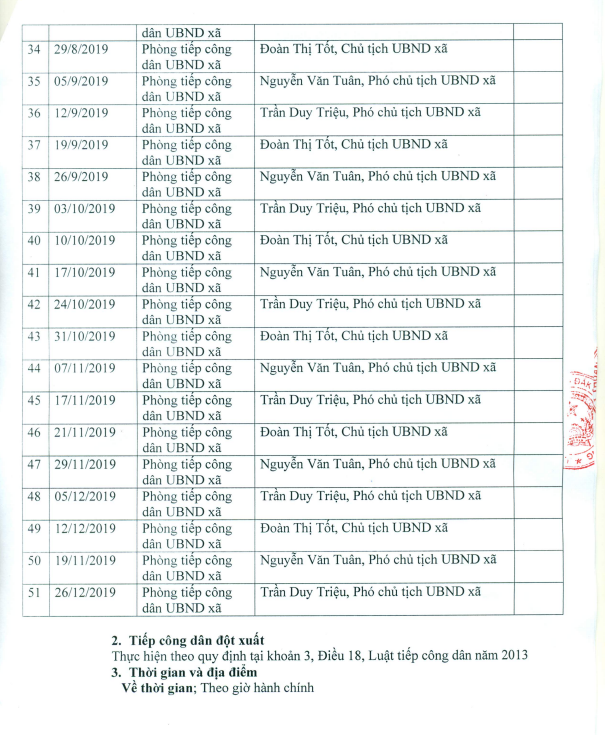 dân UBND xã
34 29/8/2019 Phòng tiếp công Đoàn Thị Tốt, Chủ tịch UBND xã
dân UBND xã
35 05/9/2019 Phòng tiếp công Nguyễn Văn Tuân, Phó chủ tịch UBND xã
dân UBND xã
36 12/9/2019 Phòng tiếp công Trần Duy Triệu, Phó chủ tịch UBND xã
dân UBND xã
37 19/9/2019 Phòng tiếp công Đoàn Thị Tốt, Chủ tịch UBND xã
dân UBND xã
38 26/9/2019 Phòng tiếp công Nguyễn Văn Tuân, Phó chủ tịch UBND xã
dân UBND xã
39 03/10/2019 Phòng tiếp công Trần Duy Triệu, Phó chủ tịch UBND xã
dân UBND xã
40 10/10/2019 Phòng tiếp công Đoàn Thị Tốt, Chủ tịch UBND xã
dân UBND xã
41 17/10/2019 Phòng tiếp công Nguyễn Văn Tuân, Phó chủ tịch UBND xã
dân UBND xã
42 24/10/2019 Phòng tiếp công Trần Duy Triệu, Phó chủ tịch UBND xã
dân UBND xã
43 31/10/2019 Phòng tiếp công Đoàn Thị Tốt, Chủ tịch UBND xã
dân UBND xã
44 07/11/2019 Phòng tiếp công Nguyễn Văn Tuân, Phó chủ tịch UBND xã
dân UBND xã
45 17/11/2019 Phòng tiếp công Trần Duy Triệu, Phó chủ tịch UBND xã
dân UBND xã
46 21/11/2019 Phòng tiếp công Đoàn Thị Tốt, Chủ tịch UBND xã
dân UBND xã
47 29/11/2019 Phòng tiếp công Nguyễn Văn Tuân, Phó chủ tịch UBND xã
dân UBND xã
48 05/12/2019 Phòng tiếp công Trần Duy Triệu, Phó chủ tịch UBND xã
dân UBND xã
49 12/12/2019 Phòng tiếp công Đoàn Thị Tốt, Chủ tịch UBND xã
dân UBND xã
50 19/11/2019 Phòng tiếp công Nguyễn Văn Tuân, Phó chủ tịch UBND xã
dân UBND xã
51 26/12/2019 Phòng tiếp công Trần Duy Triệu, Phó chủ tịch UBND xã
dân UBND xã
2. Tiếp công dân đột xuất
Thực hiện theo quy định tại khoản 3, Điều 18, Luật tiếp công dân năm 2013
3. Thời gian và địa điểm
Về thời gian; Theo giờ hành chính